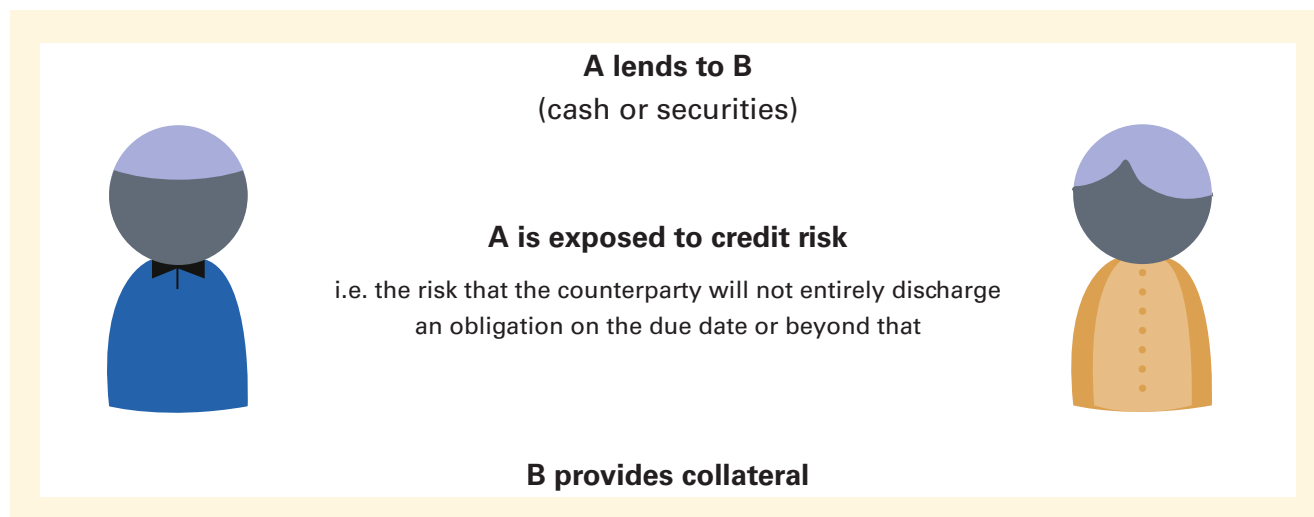 A lends to B
(cash or securities)
A is exposed to credit risk
i.e. the risk that the counterparty will not entirely discharge
an obligation on the due date or beyond that
B provides collateral